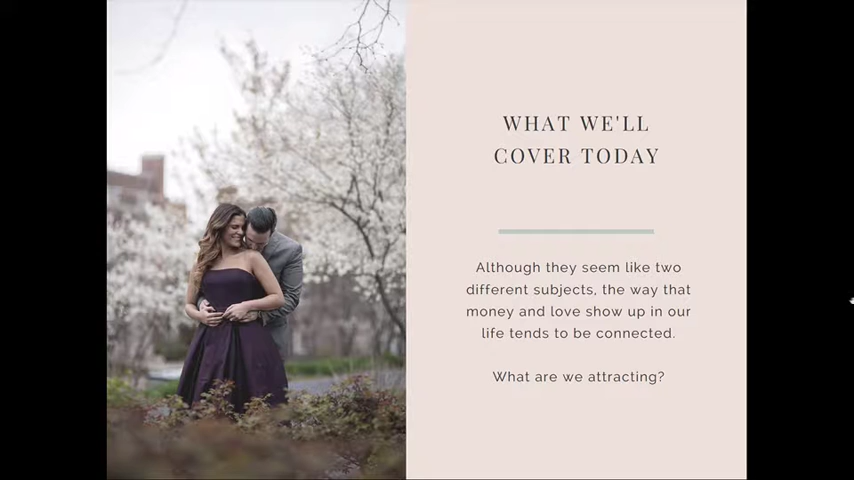 WHAT WE'LL
COVER TODAY
Although they seem like two
different subjects, the way that
money and love show up in our
life tends to be connected.
What are we attracting?